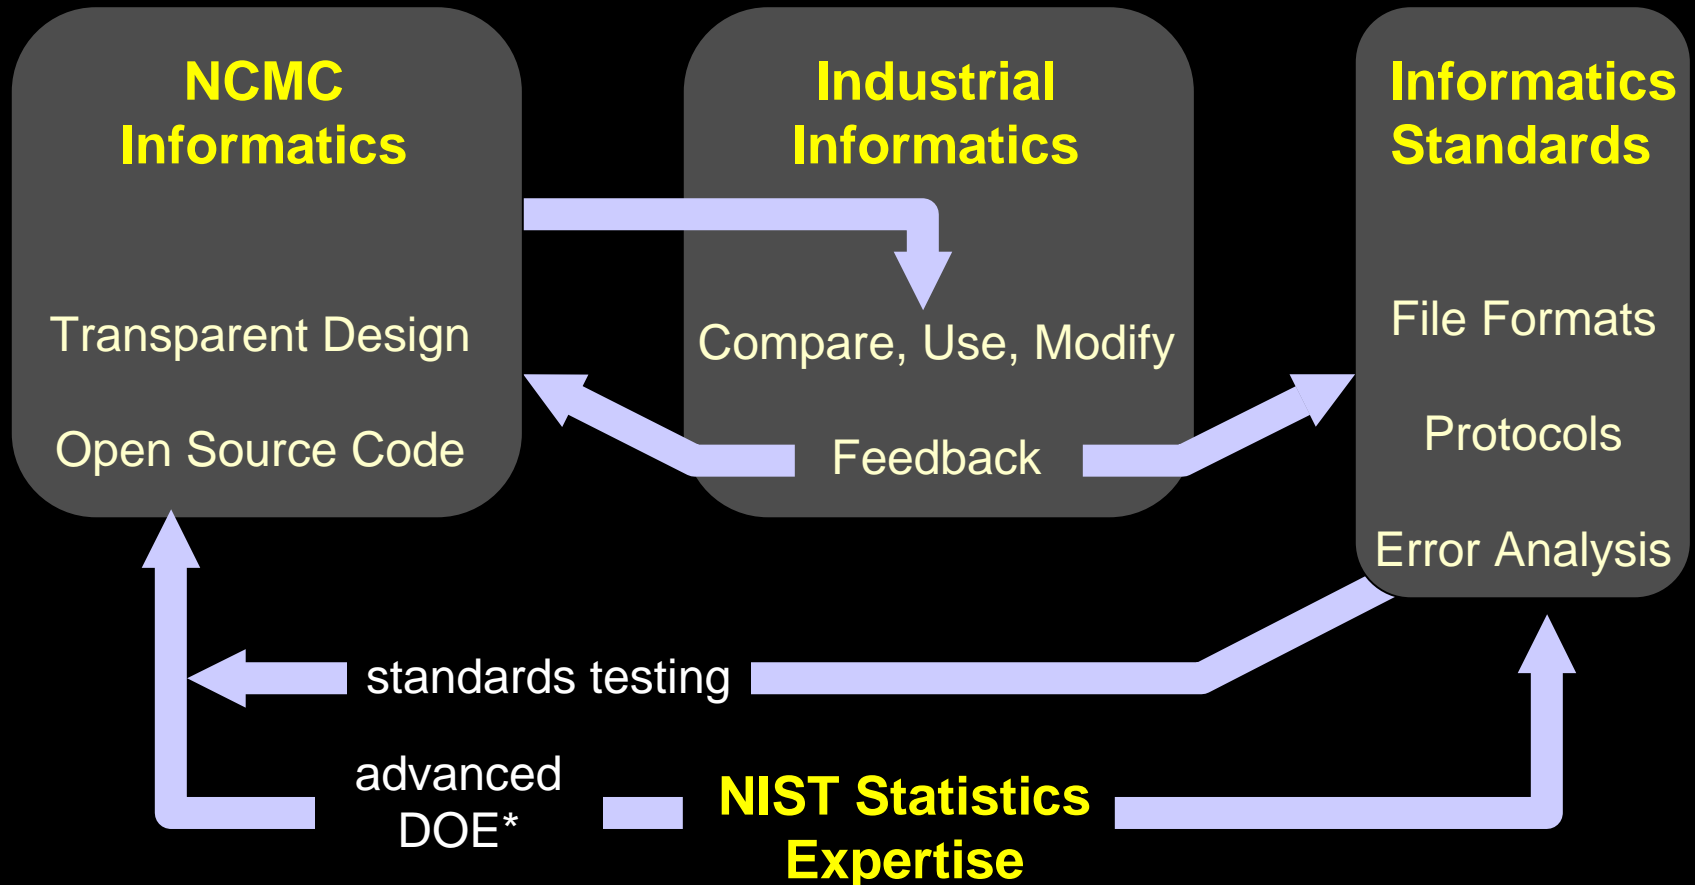 NCMC
Informatics
Transparent Design
Open Source Code
Industrial
Informatics
Compare, Use, Modify
Feedback
Informatics
Standards
File Formats
Protocols
Error Analysis
standards testing
advanced
DOE*
NIST Statistics
Expertise